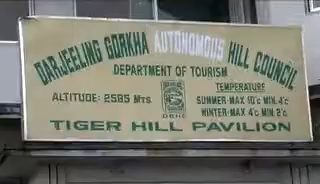 DARJEELING GORKHA AUTONOMOUS HILL COUNCIL
DEPARTMENT OF TOURISM
ALTITUDE: 2585 MTS.
DGHC
TEMPERATURE
SUMMER-MAX 10°C MIN. 4°C
WINTER-MAX 4°C MIN. 2°C
TIGER HILL PAVILION